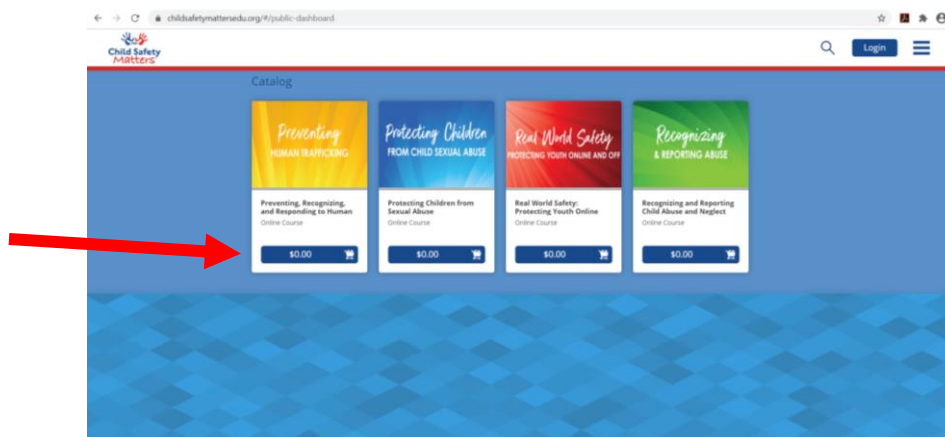 childsafetymattersedu.org/#/public-dashboard
Child Safety
Matters
Login
Catalog
Preventing
HUMAN TRAFFICKING
Protecting Children
FROM CHILD SEXUAL ABUSE
Real World Safety
PROTECTING YOUTH ONLINE AND OFF
Recognizing
& REPORTING ABUSE
Preventing, Recognizing,
and Responding to Human
Online Course
$0.00
Protecting Children from
Sexual Abuse
Online Course
$0.00
Real World Safety:
Protecting Youth Online
Online Course
$0.00
Recognizing and Reporting
Child Abuse and Neglect
Online Course
$0.00